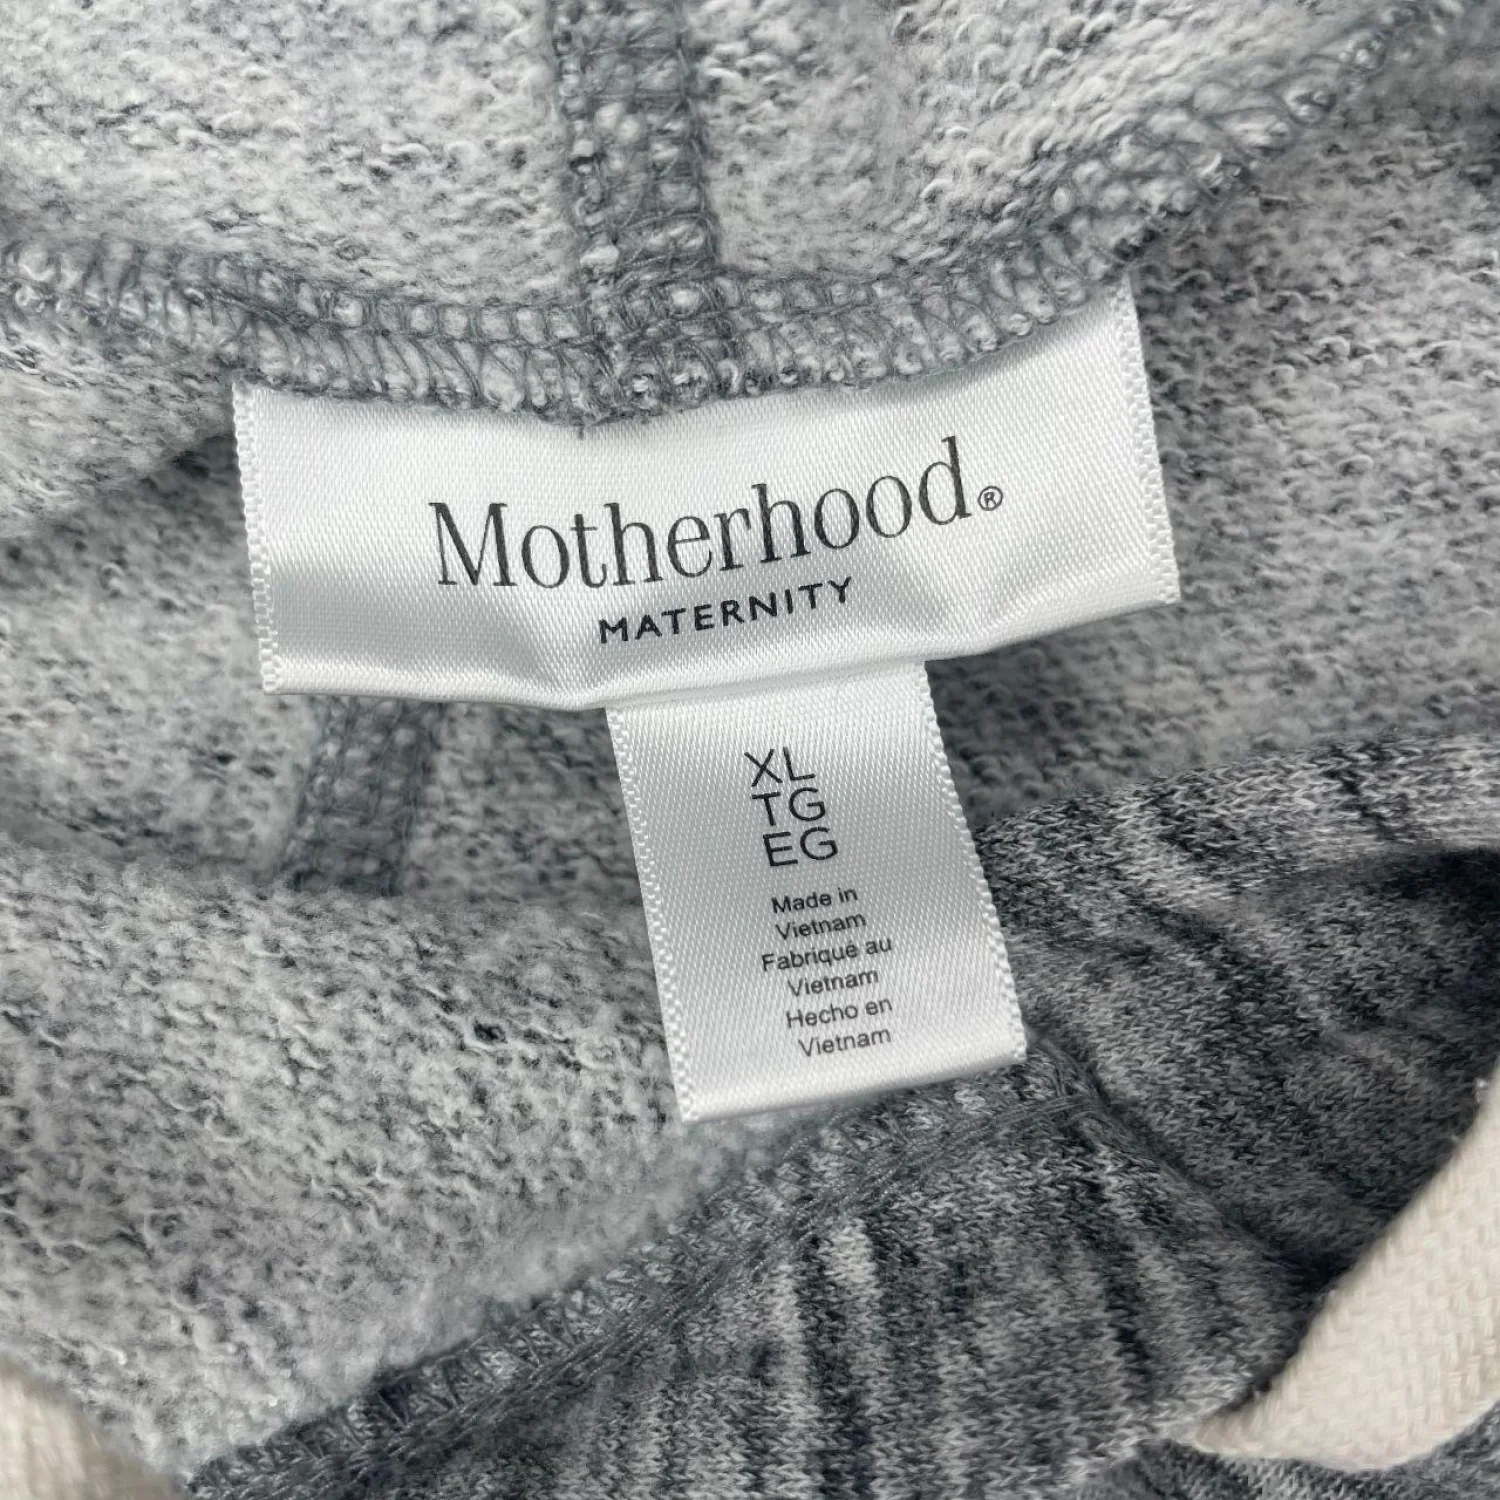 Motherhood.®
MATERNITY
XL
TG
EG
Made in
Vietnam
Fabriqué au
Vietnam
Hecho en
Vietnam